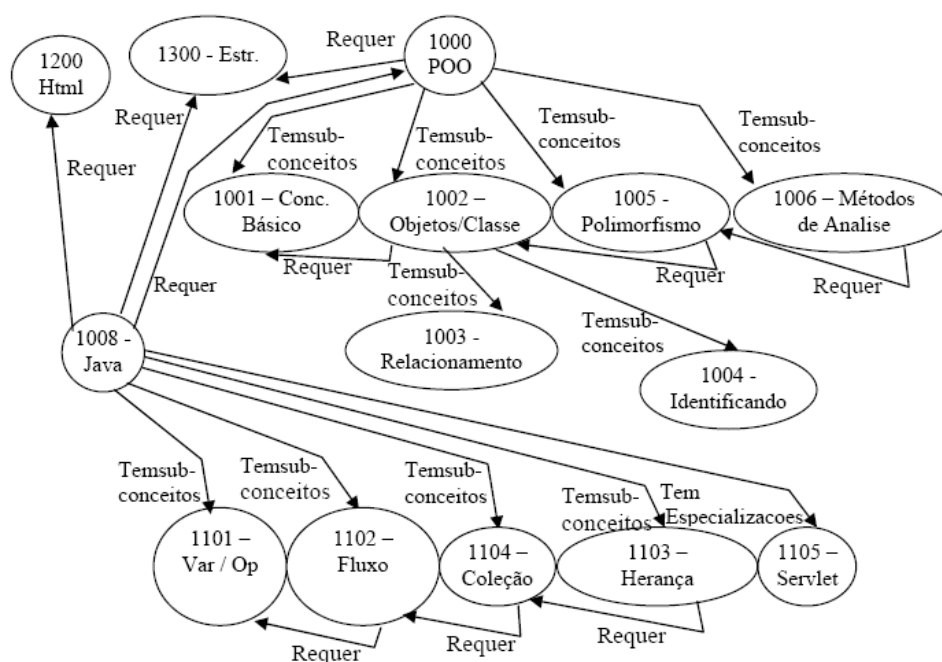 1200
Html
1300 - Estr.
Requer
1000
POO
Requer
Requer
Temsub-
conceitos
Temsub-
conceitos
Temsub-
conceitos
Temsub-
conceitos
1001 – Conc.
Básico
1002 –
Objetos/Classe
1005 -
Polimorfismo
1006 – Métodos
de Analise
Requer
Requer
Requer
Requer
Temsub-
conceitos
Temsub-
conceitos
1003 -
Relacionamento
1004 -
Identificando
1008 -
Java
Temsub-
conceitos
Temsub-
conceitos
Temsub-
conceitos
Temsub-
conceitos
Tem
Especializacoes
1101 –
Var / Op
1102 –
Fluxo
1104 –
Coleção
1103 –
Herança
1105 –
Servlet
Requer
Requer
Requer